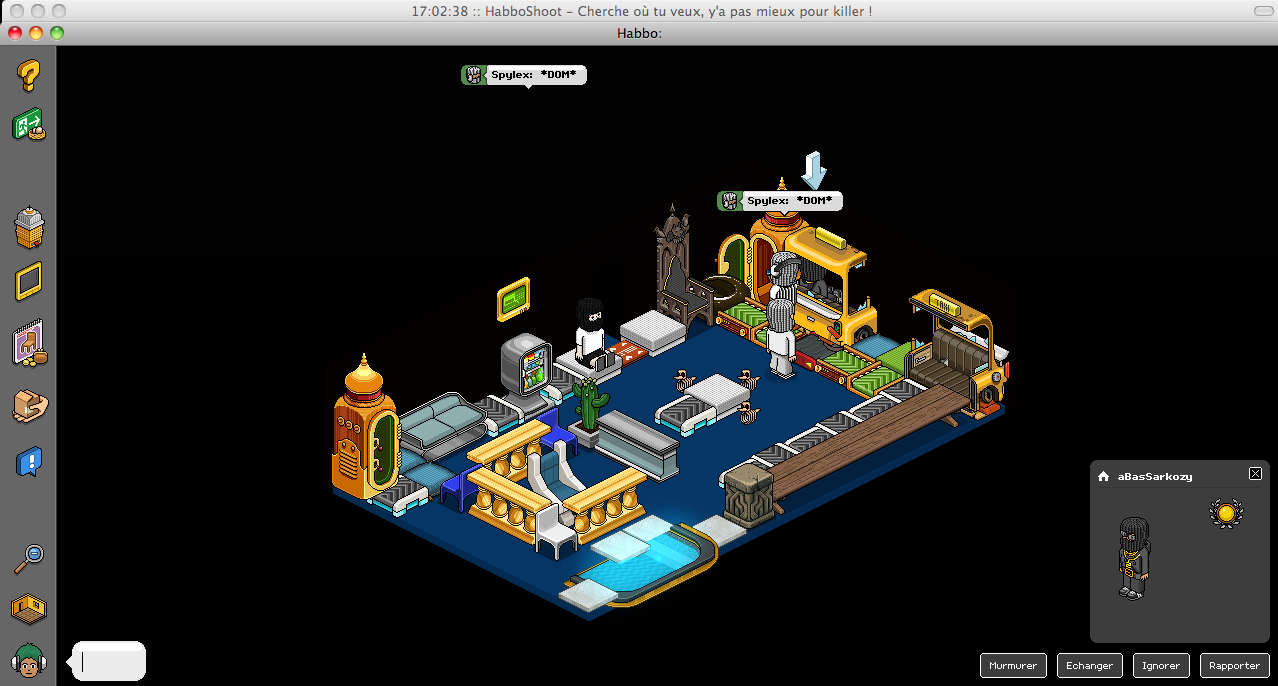 17:02:38 :: HabboShoot – Cherche où tu veux, y'a pas mieux pour killer !
Habbo:
Spylex: *DOM*
Spylex: *DOM*
TAXI
aBasSarkozy
Murmurer
Echanger
Ignorer
Rapporter